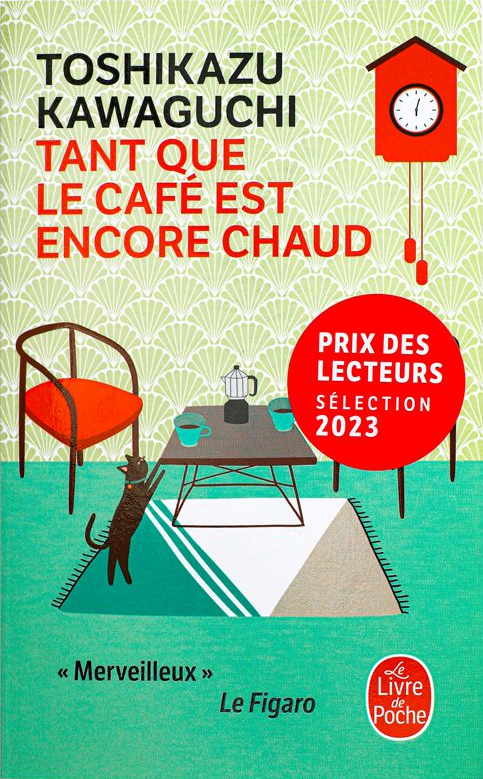 TOSHIKAZU
KAWAGUCHI
TANT QUE
LE CAFÉ EST
ENCORE CHAUD
PRIX DES
LECTEURS
SÉLECTION
2023
« Merveilleux »
Le Figaro
Le
Livre
de
Poche